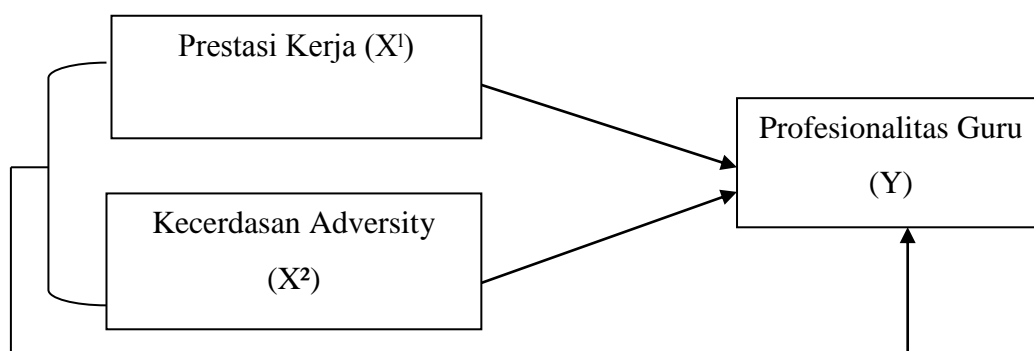 Prestasi Kerja (X¹)
Profesionalitas Guru
(Y)
Kecerdasan Adversity
(X²)